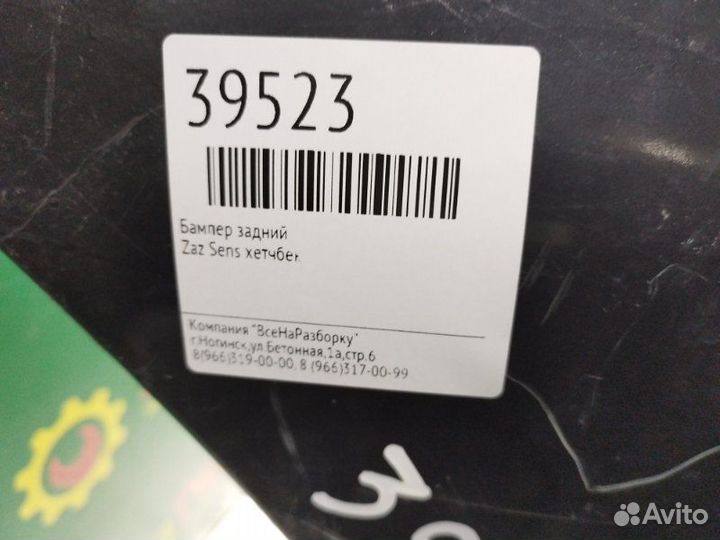 39523
Бампер задний
Zaz Sens хетчбек
Компания "ВсеНаРазборку"
г.Ногинск,ул.Бетонная,1а,стр.6
8(966)319-00-00, 8 (966)317-00-99
Avito